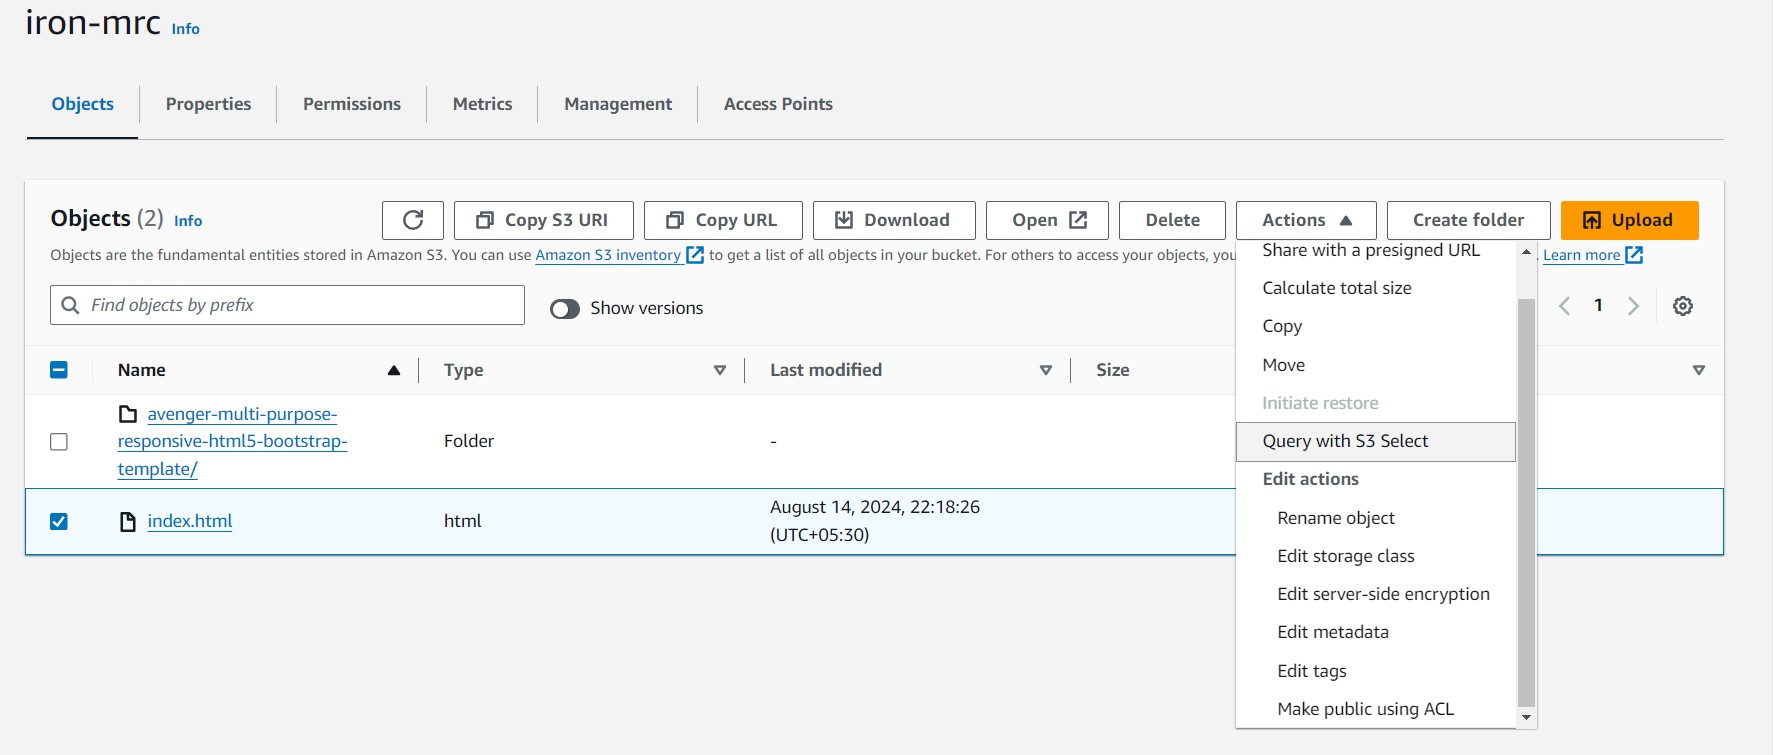 iron-mrc Info
Objects Properties Permissions Metrics Management Access Points
Objects (2) Info Copy S3 URI Copy URL Download Open Delete Actions Create folder Upload
Objects are the fundamental entities stored in Amazon S3. You can use Amazon S3 inventory to get a list of all objects in your bucket. For others to access your objects, you . Learn more
Find objects by prefix Show versions 1
Name Type Last modified Size
avenger-multi-purpose-
responsive-html5-bootstrap-
template/
Folder -
index.html html August 14, 2024, 22:18:26
(UTC+05:30)
Share with a presigned URL
Calculate total size
Copy
Move
Initiate restore
Query with S3 Select
Edit actions
Rename object
Edit storage class
Edit server-side encryption
Edit metadata
Edit tags
Make public using ACL